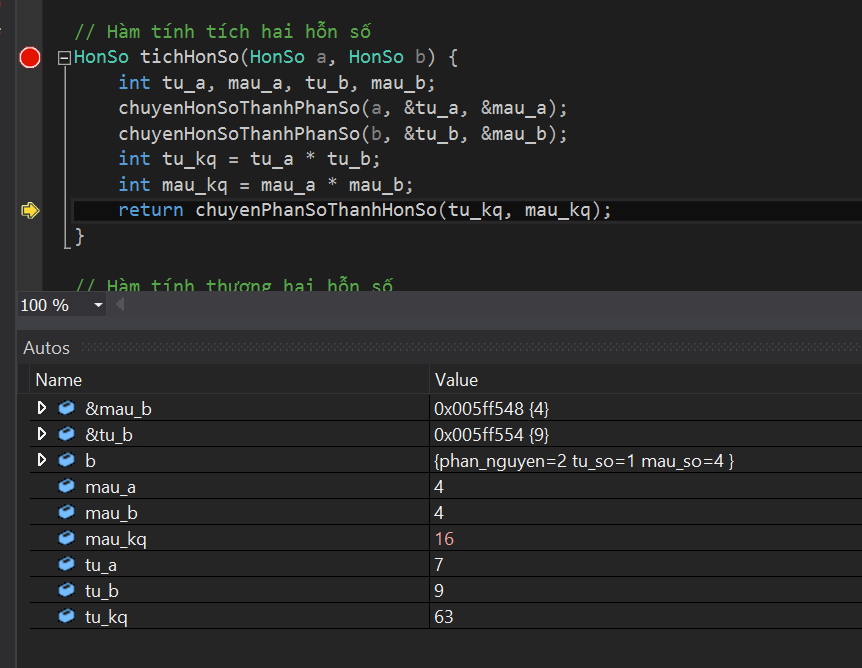 // Hàm tính tích hai hỗn số
HonSo tichHonSo(HonSo a, HonSo b) {
int tu_a, mau_a, tu_b, mau_b;
chuyenHonSoThanhPhanSo(a, &tu_a, &mau_a);
chuyenHonSoThanhPhanSo(b, &tu_b, &mau_b);
int tu_kq = tu_a * tu_b;
int mau_kq = mau_a * mau_b;
return chuyenPhanSoThanhHonSo(tu_kq, mau_kq);
}
// Hàm tính thương hai hỗn số
100 %
Autos
Name Value
&mau_b 0x005ff548 {4}
&tu_b 0x005ff554 {9}
b {phan_nguyen=2 tu_so=1 mau_so=4 }
mau_a 4
mau_b 4
mau_kq 16
tu_a 7
tu_b 9
tu_kq 63